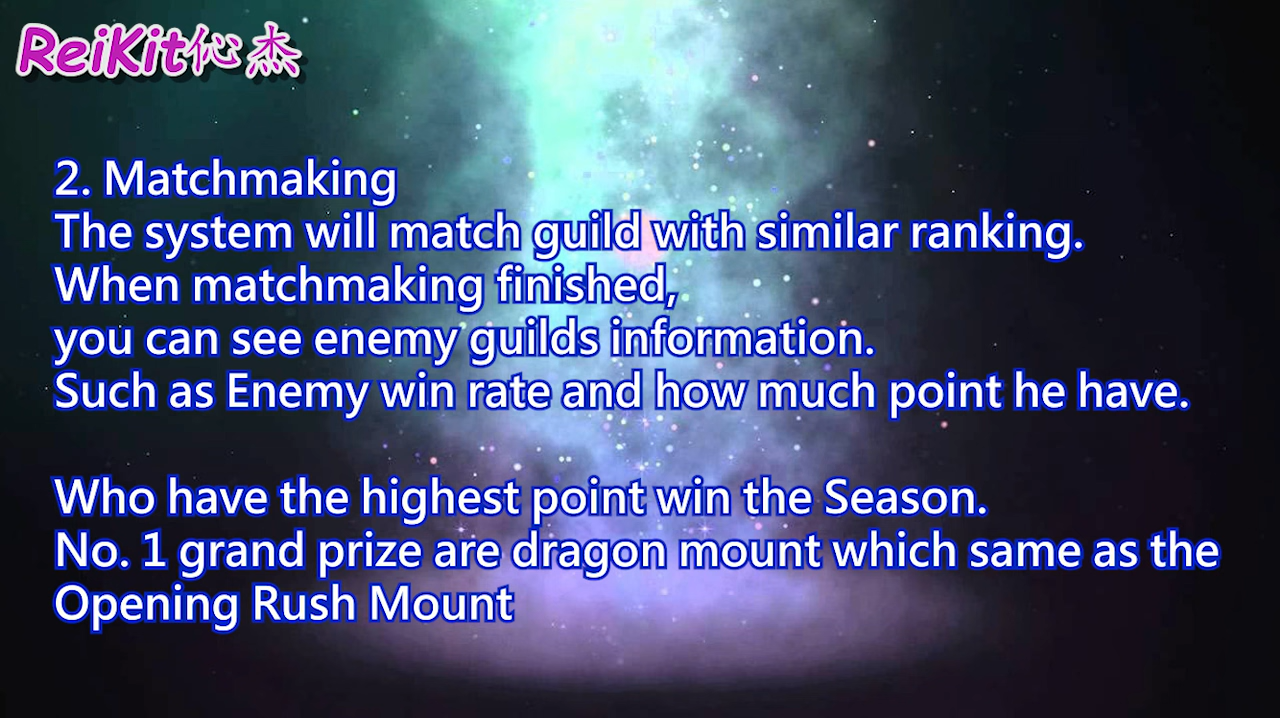 ReiKit伈杰
2. Matchmaking
The system will match guild with similar ranking.
When matchmaking finished,
you can see enemy guilds information.
Such as Enemy win rate and how much point he have.
Who have the highest point win the Season.
No. 1 grand prize are dragon mount which same as the
Opening Rush Mount